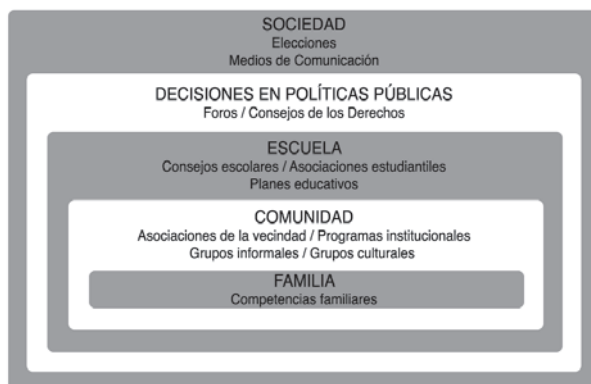 SOCIEDAD
Elecciones
Medios de Comunicación
DECISIONES EN POLÍTICAS PÚBLICAS
Foros / Consejos de los Derechos
ESCUELA
Consejos escolares / Asociaciones estudiantiles
Planes educativos
COMUNIDAD
Asociaciones de la vecindad / Programas institucionales
Grupos informales / Grupos culturales
FAMILIA
Competencias familiares